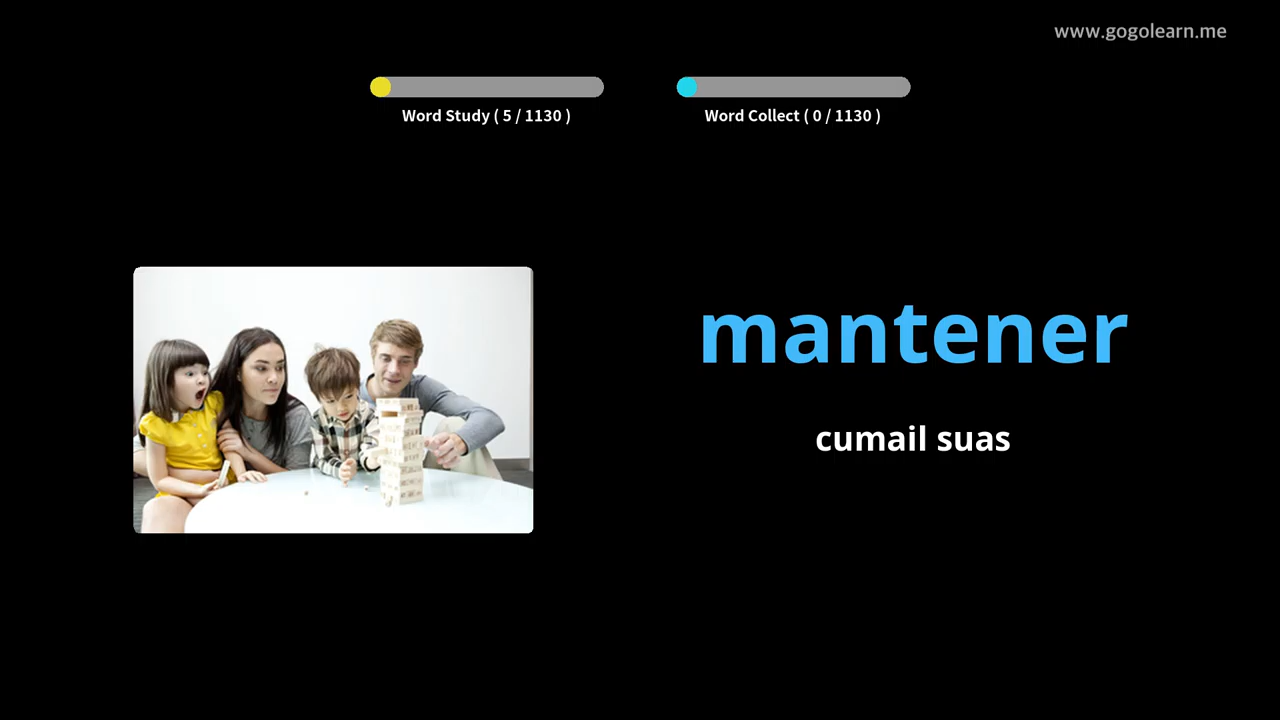 www.gogolearn.me
Word Study ( 5 / 1130 )
Word Collect ( 0 / 1130 )
mantener
cumail suas